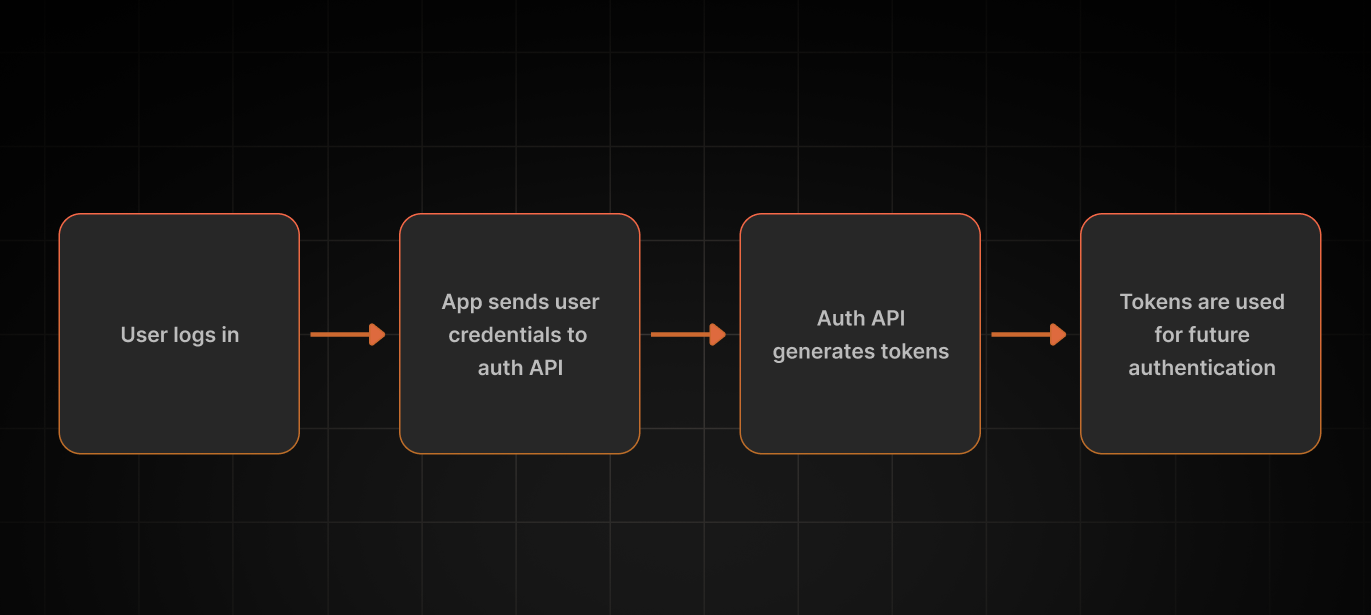 User logs in
App sends user
credentials to
auth API
Auth API
generates tokens
Tokens are used
for future
authentication